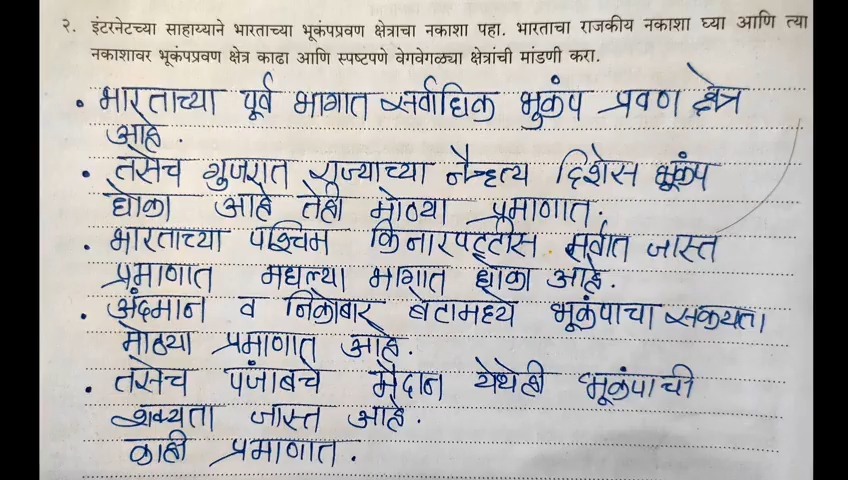 २. इंटरनेटच्या साहाय्याने भारताच्या भूकंपप्रवण क्षेत्राचा नकाशा पहा. भारताचा राजकीय नकाशा घ्या आणि त्या
नकाशावर भूकंपप्रवण क्षेत्र काढा आणि स्पष्टपणे वेगवेगळ्या क्षेत्रांची मांडणी करा.
• भारताच्या पूर्व भागात सर्वाधिक भुकंप प्रवण क्षेत्र
आहे.
• तसेच गुजरात राज्याच्या नैऋत्य दिशेस भूकंप
धोका आहे तेही मोठ्या प्रमाणात.
• भारताच्या पश्चिम किनारपट्टीस सर्वात जास्त
प्रमाणात मधल्या भागात धोका आहे.
• अंदमान व निकोबार बेटामध्ये भूकंपाचा सक्यता
मोठ्या प्रमाणात आहे.
• तसेच पंजाबचे मैदान येथेही भूकंपाची
शक्यता जास्त आहे.
काही प्रमाणात.